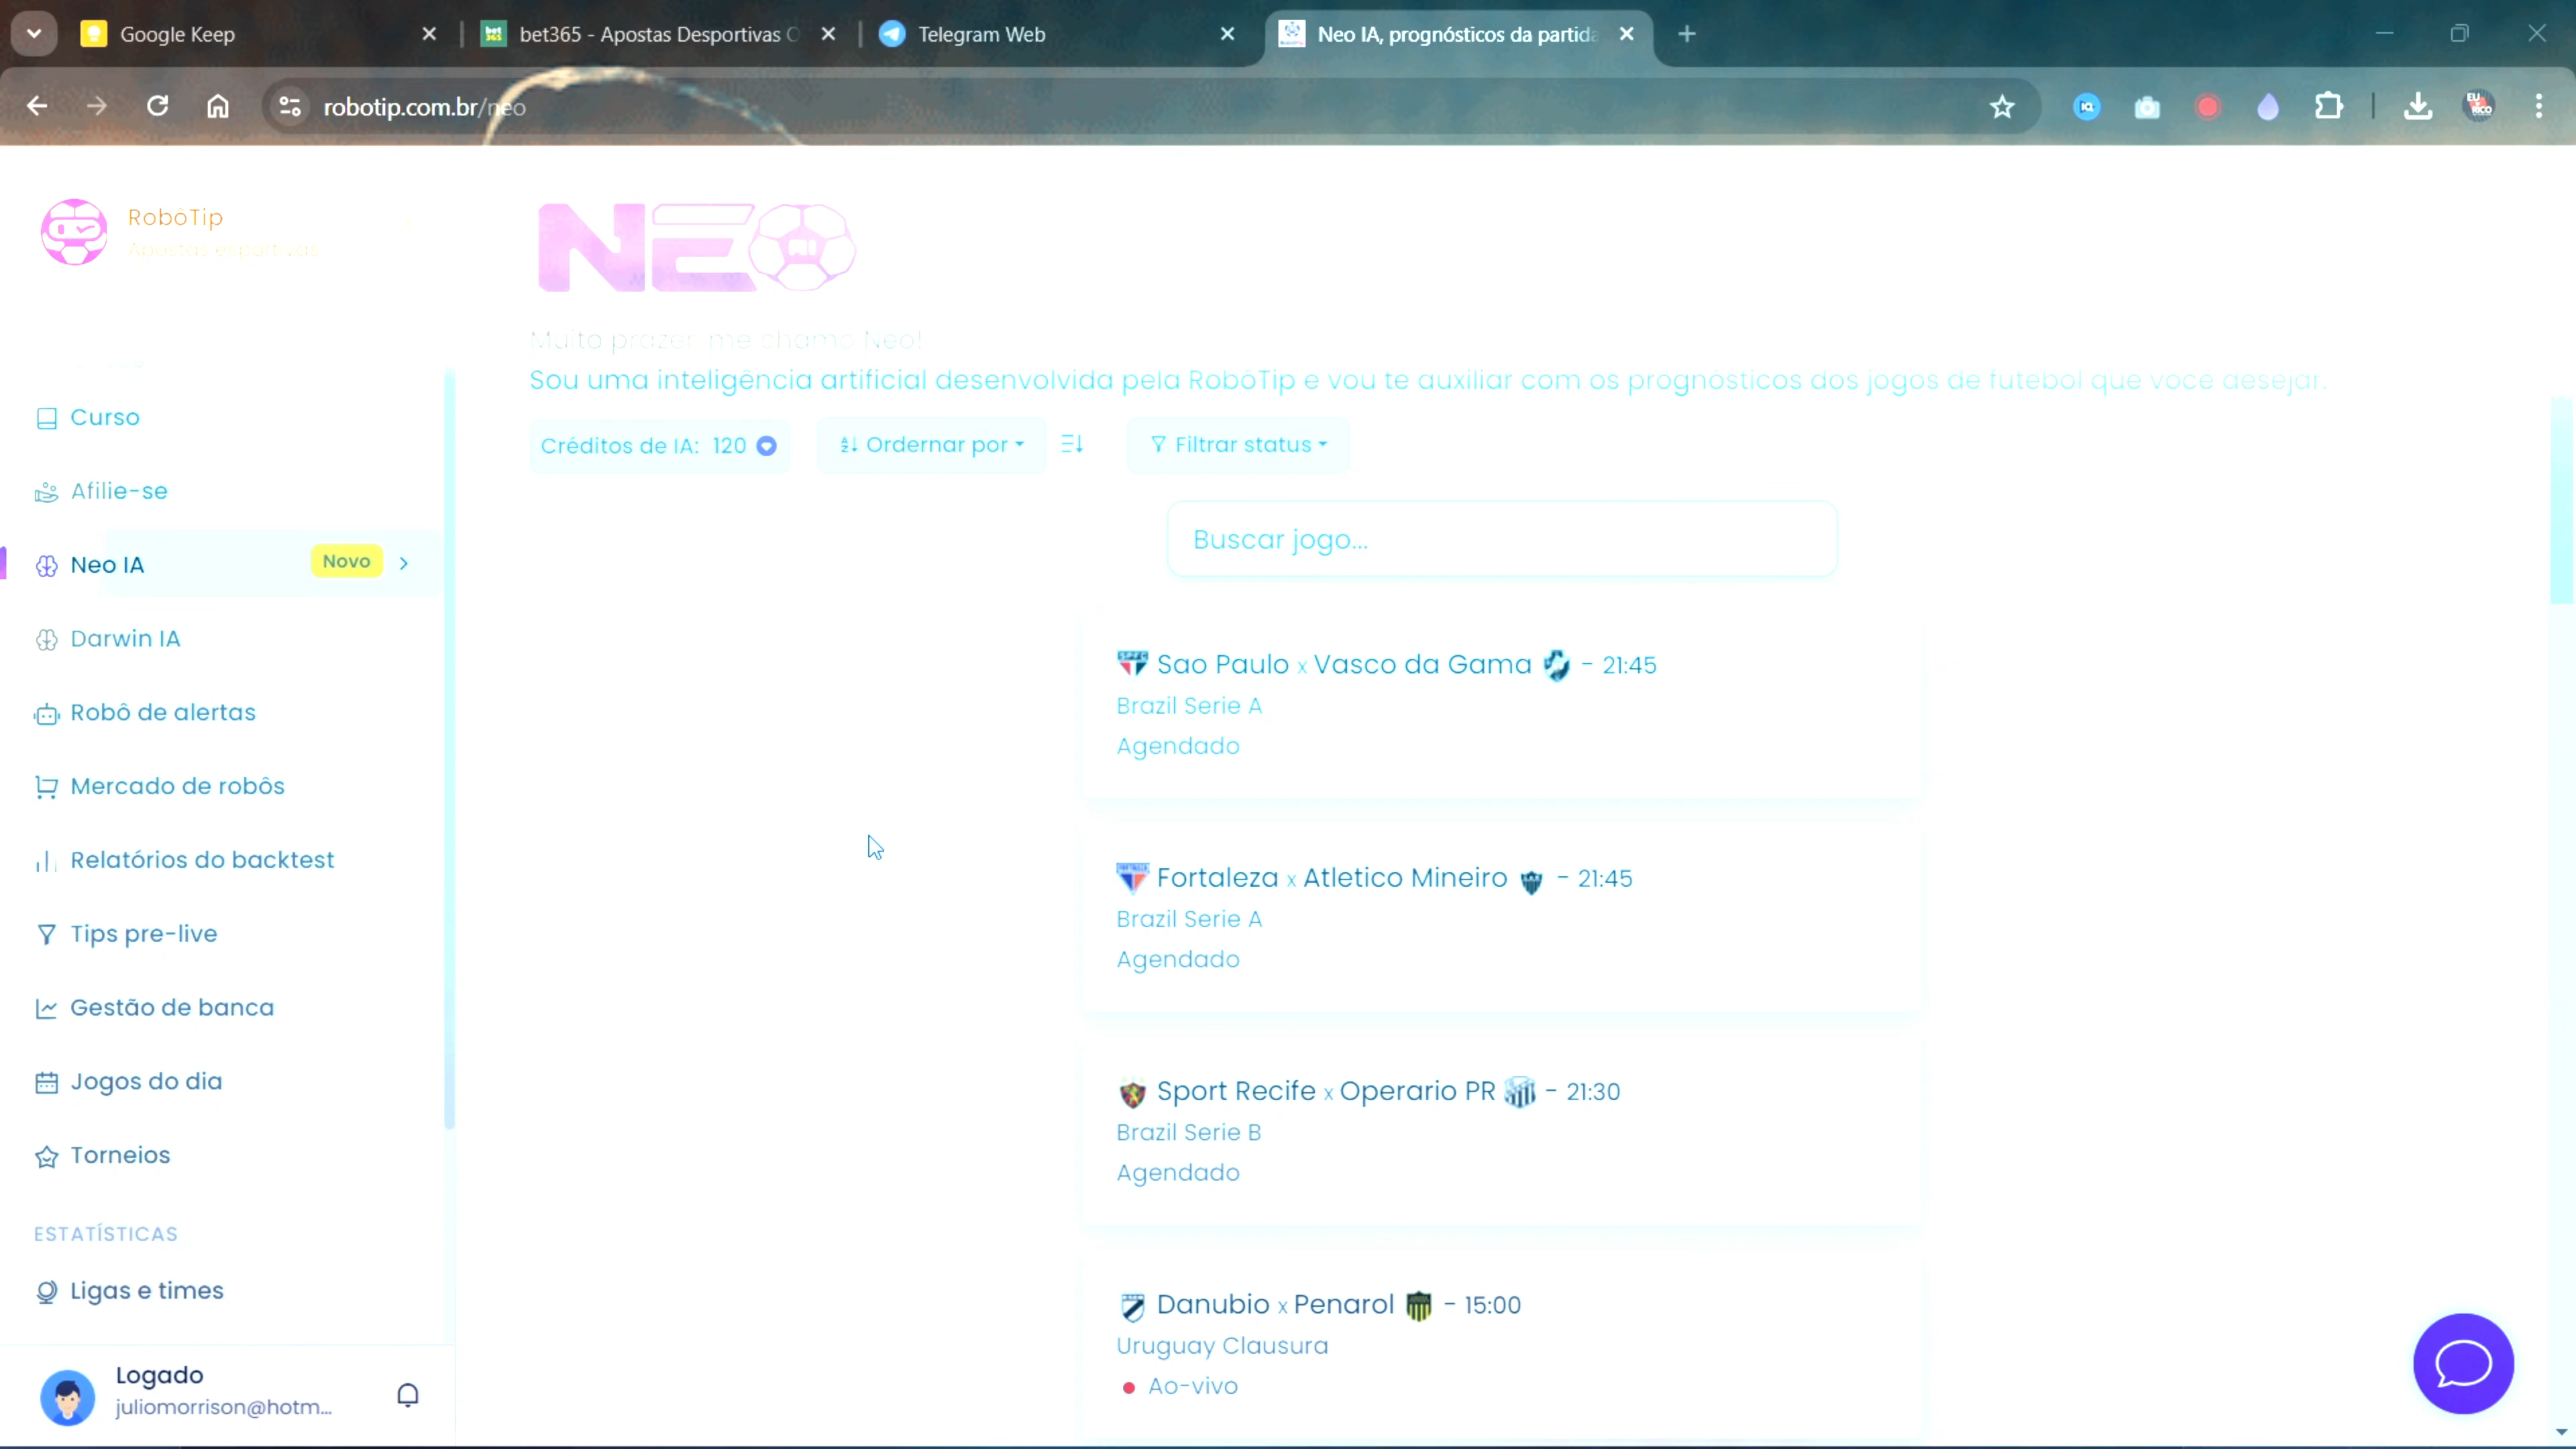 Google Keep
bet365 - Apostas Desportivas
Telegram Web
Neo IA, prognósticos da partida
robotip.com.br/neo
RobôTip
Apostas esportivas
NEO
Muito prazer, me chamo Neo!
Sou uma inteligência artificial desenvolvida pela RobôTip e vou te auxiliar com os prognósticos dos jogos de futebol que você desejar.
Créditos de IA: 120
Ordernar por
Filtrar status
Buscar jogo...
Curso
Afilie-se
Neo IA
Novo
Darwin IA
Robô de alertas
Mercado de robôs
Relatórios do backtest
Tips pre-live
Gestão de banca
Jogos do dia
Torneios
ESTATÍSTICAS
Ligas e times
Logado
juliomorrison@hotm...
Sao Paulo x Vasco da Gama - 21:45
Brazil Serie A
Agendado
Fortaleza x Atletico Mineiro - 21:45
Brazil Serie A
Agendado
Sport Recife x Operario PR - 21:30
Brazil Serie B
Agendado
Danubio x Penarol - 15:00
Uruguay Clausura
Ao-vivo